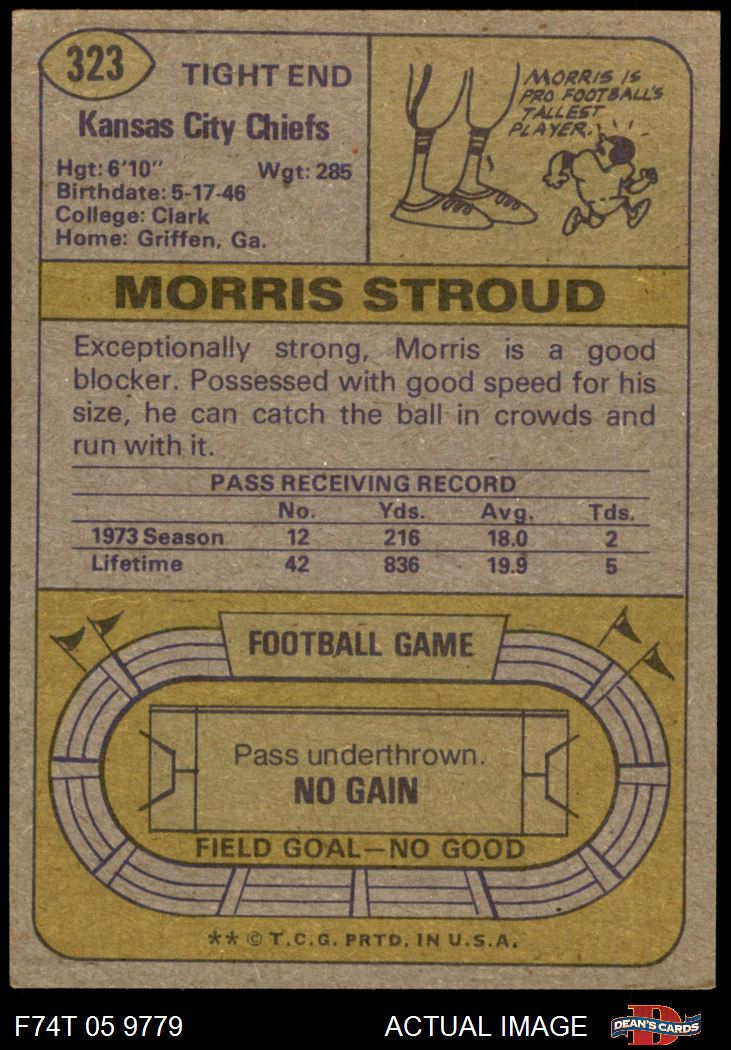 323
TIGHT END
Kansas City Chiefs
Hgt: 6'10" Wgt: 285
Birthdate: 5-17-46
College: Clark
Home: Griffen, Ga.
MORRIS IS
PRO FOOTBALL'S
TALLEST
PLAYER.
MORRIS STROUD
Exceptionally strong, Morris is a good
blocker. Possessed with good speed for his
size, he can catch the ball in crowds and
run with it.
PASS RECEIVING RECORD
No. Yds. Avg. Tds.
1973 Season 12 216 18.0 2
Lifetime 42 836 19.9 5
FOOTBALL GAME
Pass underthrown.
NO GAIN
FIELD GOAL—NO GOOD
** © T.C.G. PRTD. IN U.S.A.
F74T 05 9779 ACTUAL IMAGE
D
DEAN'S CARDS